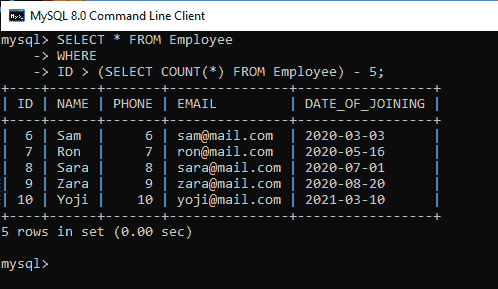 MySQL 8.0 Command Line Client
mysql> SELECT * FROM Employee
    -> WHERE
    -> ID > (SELECT COUNT(*) FROM Employee) - 5;
+----+------+-------+---------------+-----------------+
| ID | NAME | PHONE | EMAIL         | DATE_OF_JOINING |
+----+------+-------+---------------+-----------------+
|  6 | Sam  |     6 | sam@mail.com  | 2020-03-03      |
|  7 | Ron  |     7 | ron@mail.com  | 2020-05-16      |
|  8 | Sara |     8 | sara@mail.com | 2020-07-01      |
|  9 | Zara |     9 | zara@mail.com | 2020-08-20      |
| 10 | Yoji |    10 | yoji@mail.com | 2021-03-10      |
+----+------+-------+---------------+-----------------+
5 rows in set (0.00 sec)
mysql>